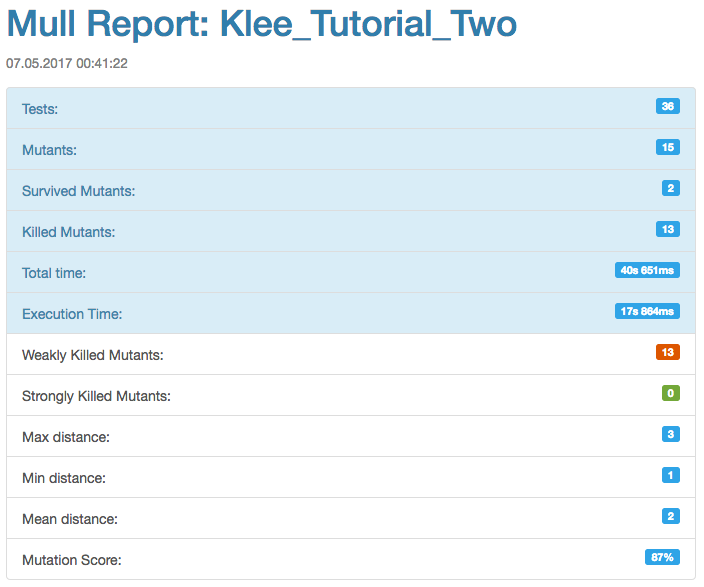 Mull Report: Klee_Tutorial_Two
07.05.2017 00:41:22
Tests: 36
Mutants: 15
Survived Mutants: 2
Killed Mutants: 13
Total time: 40s 651ms
Execution Time: 17s 864ms
Weakly Killed Mutants: 13
Strongly Killed Mutants: 0
Max distance: 3
Min distance: 1
Mean distance: 2
Mutation Score: 87%